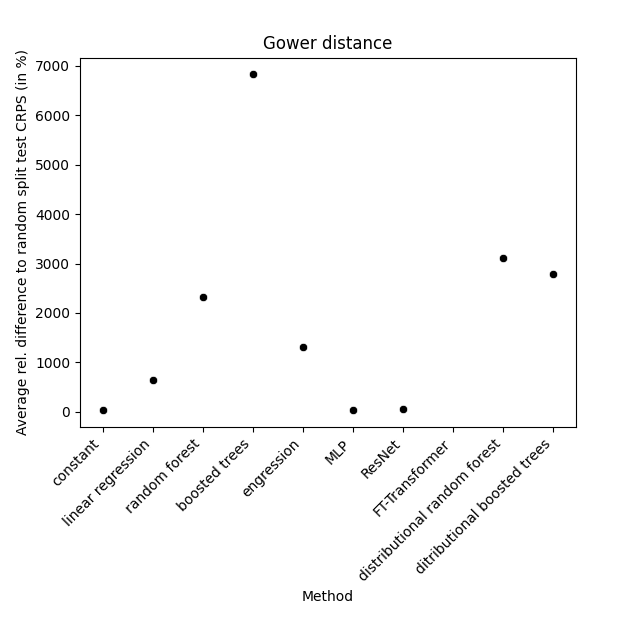 Gower distance
Average rel. difference to random split test CRPS (in %)
7000
6000
5000
4000
3000
2000
1000
0
constant
linear regression
random forest
boosted trees
engression
MLP
ResNet
FT-Transformer
distributional random forest
ditributional boosted trees
Method